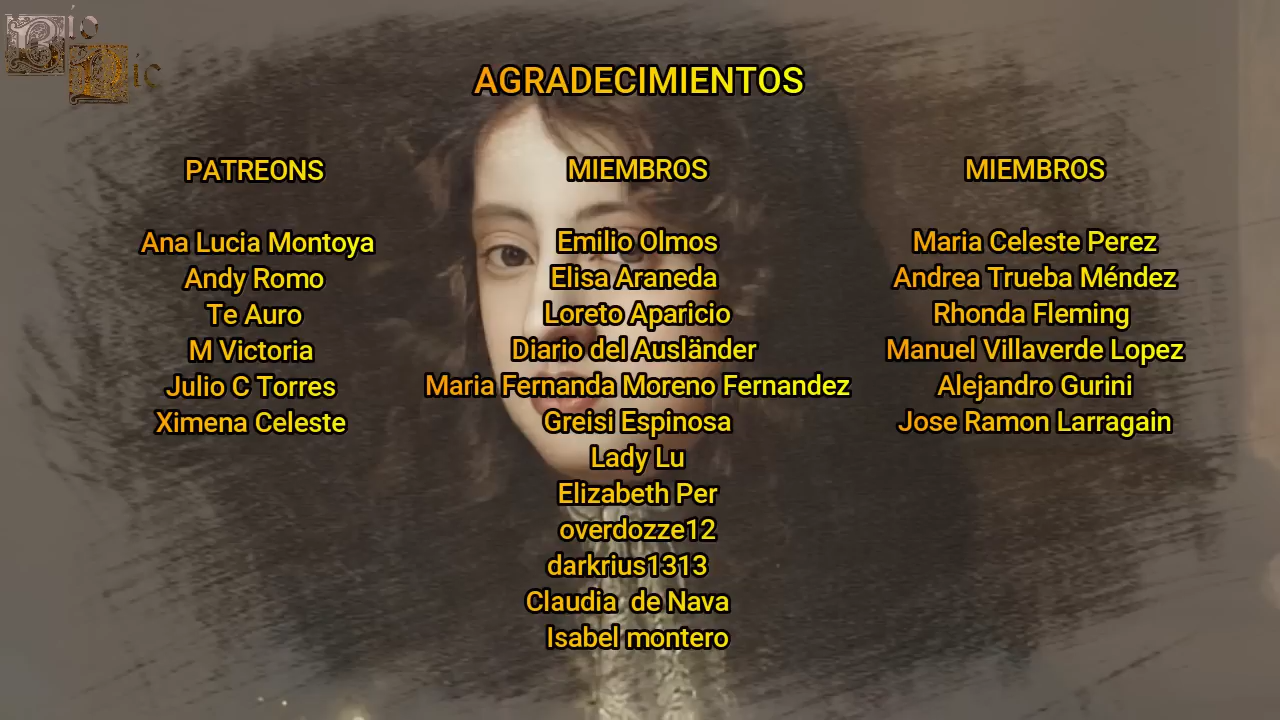 Bío
Bíc
AGRADECIMIENTOS
PATREONS
Ana Lucia Montoya
Andy Romo
Te Auro
M Victoria
Julio C Torres
Ximena Celeste
MIEMBROS
Emilio Olmos
Elisa Araneda
Loreto Aparicio
Diario del Ausländer
Maria Fernanda Moreno Fernandez
Greisi Espinosa
Lady Lu
Elizabeth Per
overdozze12
darkrius1313
Claudia  de Nava
Isabel montero
MIEMBROS
Maria Celeste Perez
Andrea Trueba Méndez
Rhonda Fleming
Manuel Villaverde Lopez
Alejandro Gurini
Jose Ramon Larragain